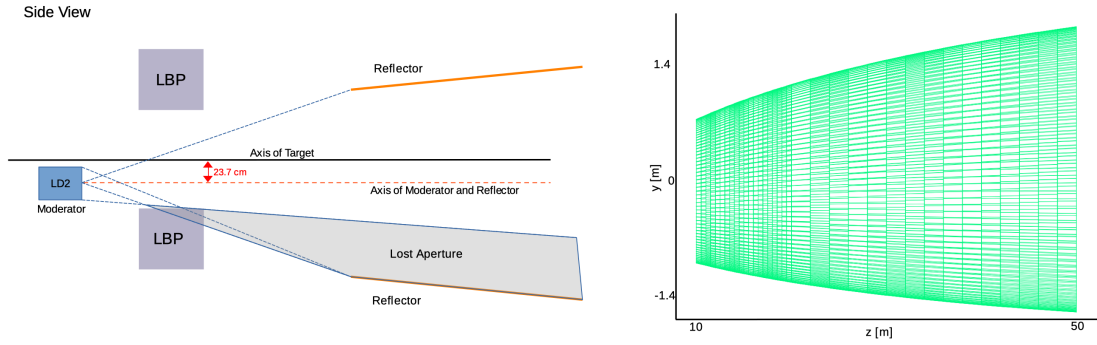 Side View
LBP
Reflector
Axis of Target
23.7 cm
LD2
Axis of Moderator and Reflector
Moderator
LBP
Lost Aperture
Reflector
1.4
y [m]
0
-1.4
10
z [m]
50